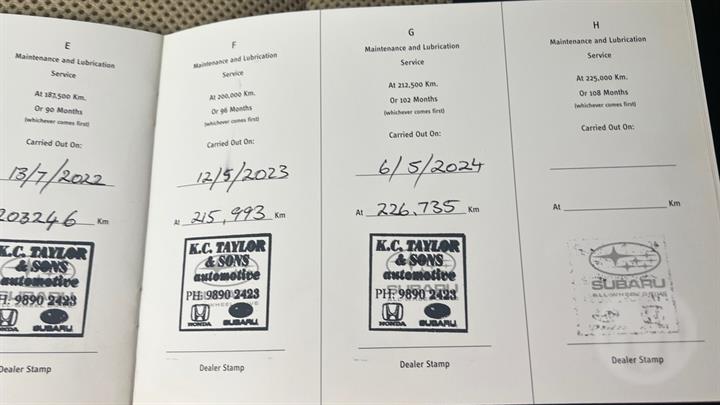 E
Maintenance and Lubrication
Service
At 187,500 Km.
Or 90 Months
(whichever comes first)
Carried Out On:
13/7/2022
203246 Km
K.C. TAYLOR
& SONS
automotive
PH: 9890 2423
HONDA SUBARU
Dealer Stamp
F
Maintenance and Lubrication
Service
At 200,000 Km.
Or 96 Months
(whichever comes first)
Carried Out On:
12/5/2023
At 215,993 Km
K.C. TAYLOR
& SONS
automotive
PH: 9890 2423
HONDA SUBARU
Dealer Stamp
G
Maintenance and Lubrication
Service
At 212,500 Km.
Or 102 Months
(whichever comes first)
Carried Out On:
6/5/2024
At 226,735 Km
K.C. TAYLOR
& SONS
automotive
PH: 9890 2423
HONDA SUBARU
Dealer Stamp
H
Maintenance and Lubrication
Service
At 225,000 Km.
Or 108 Months
(whichever comes first)
Carried Out On:
At Km
SUBARU
Dealer Stamp